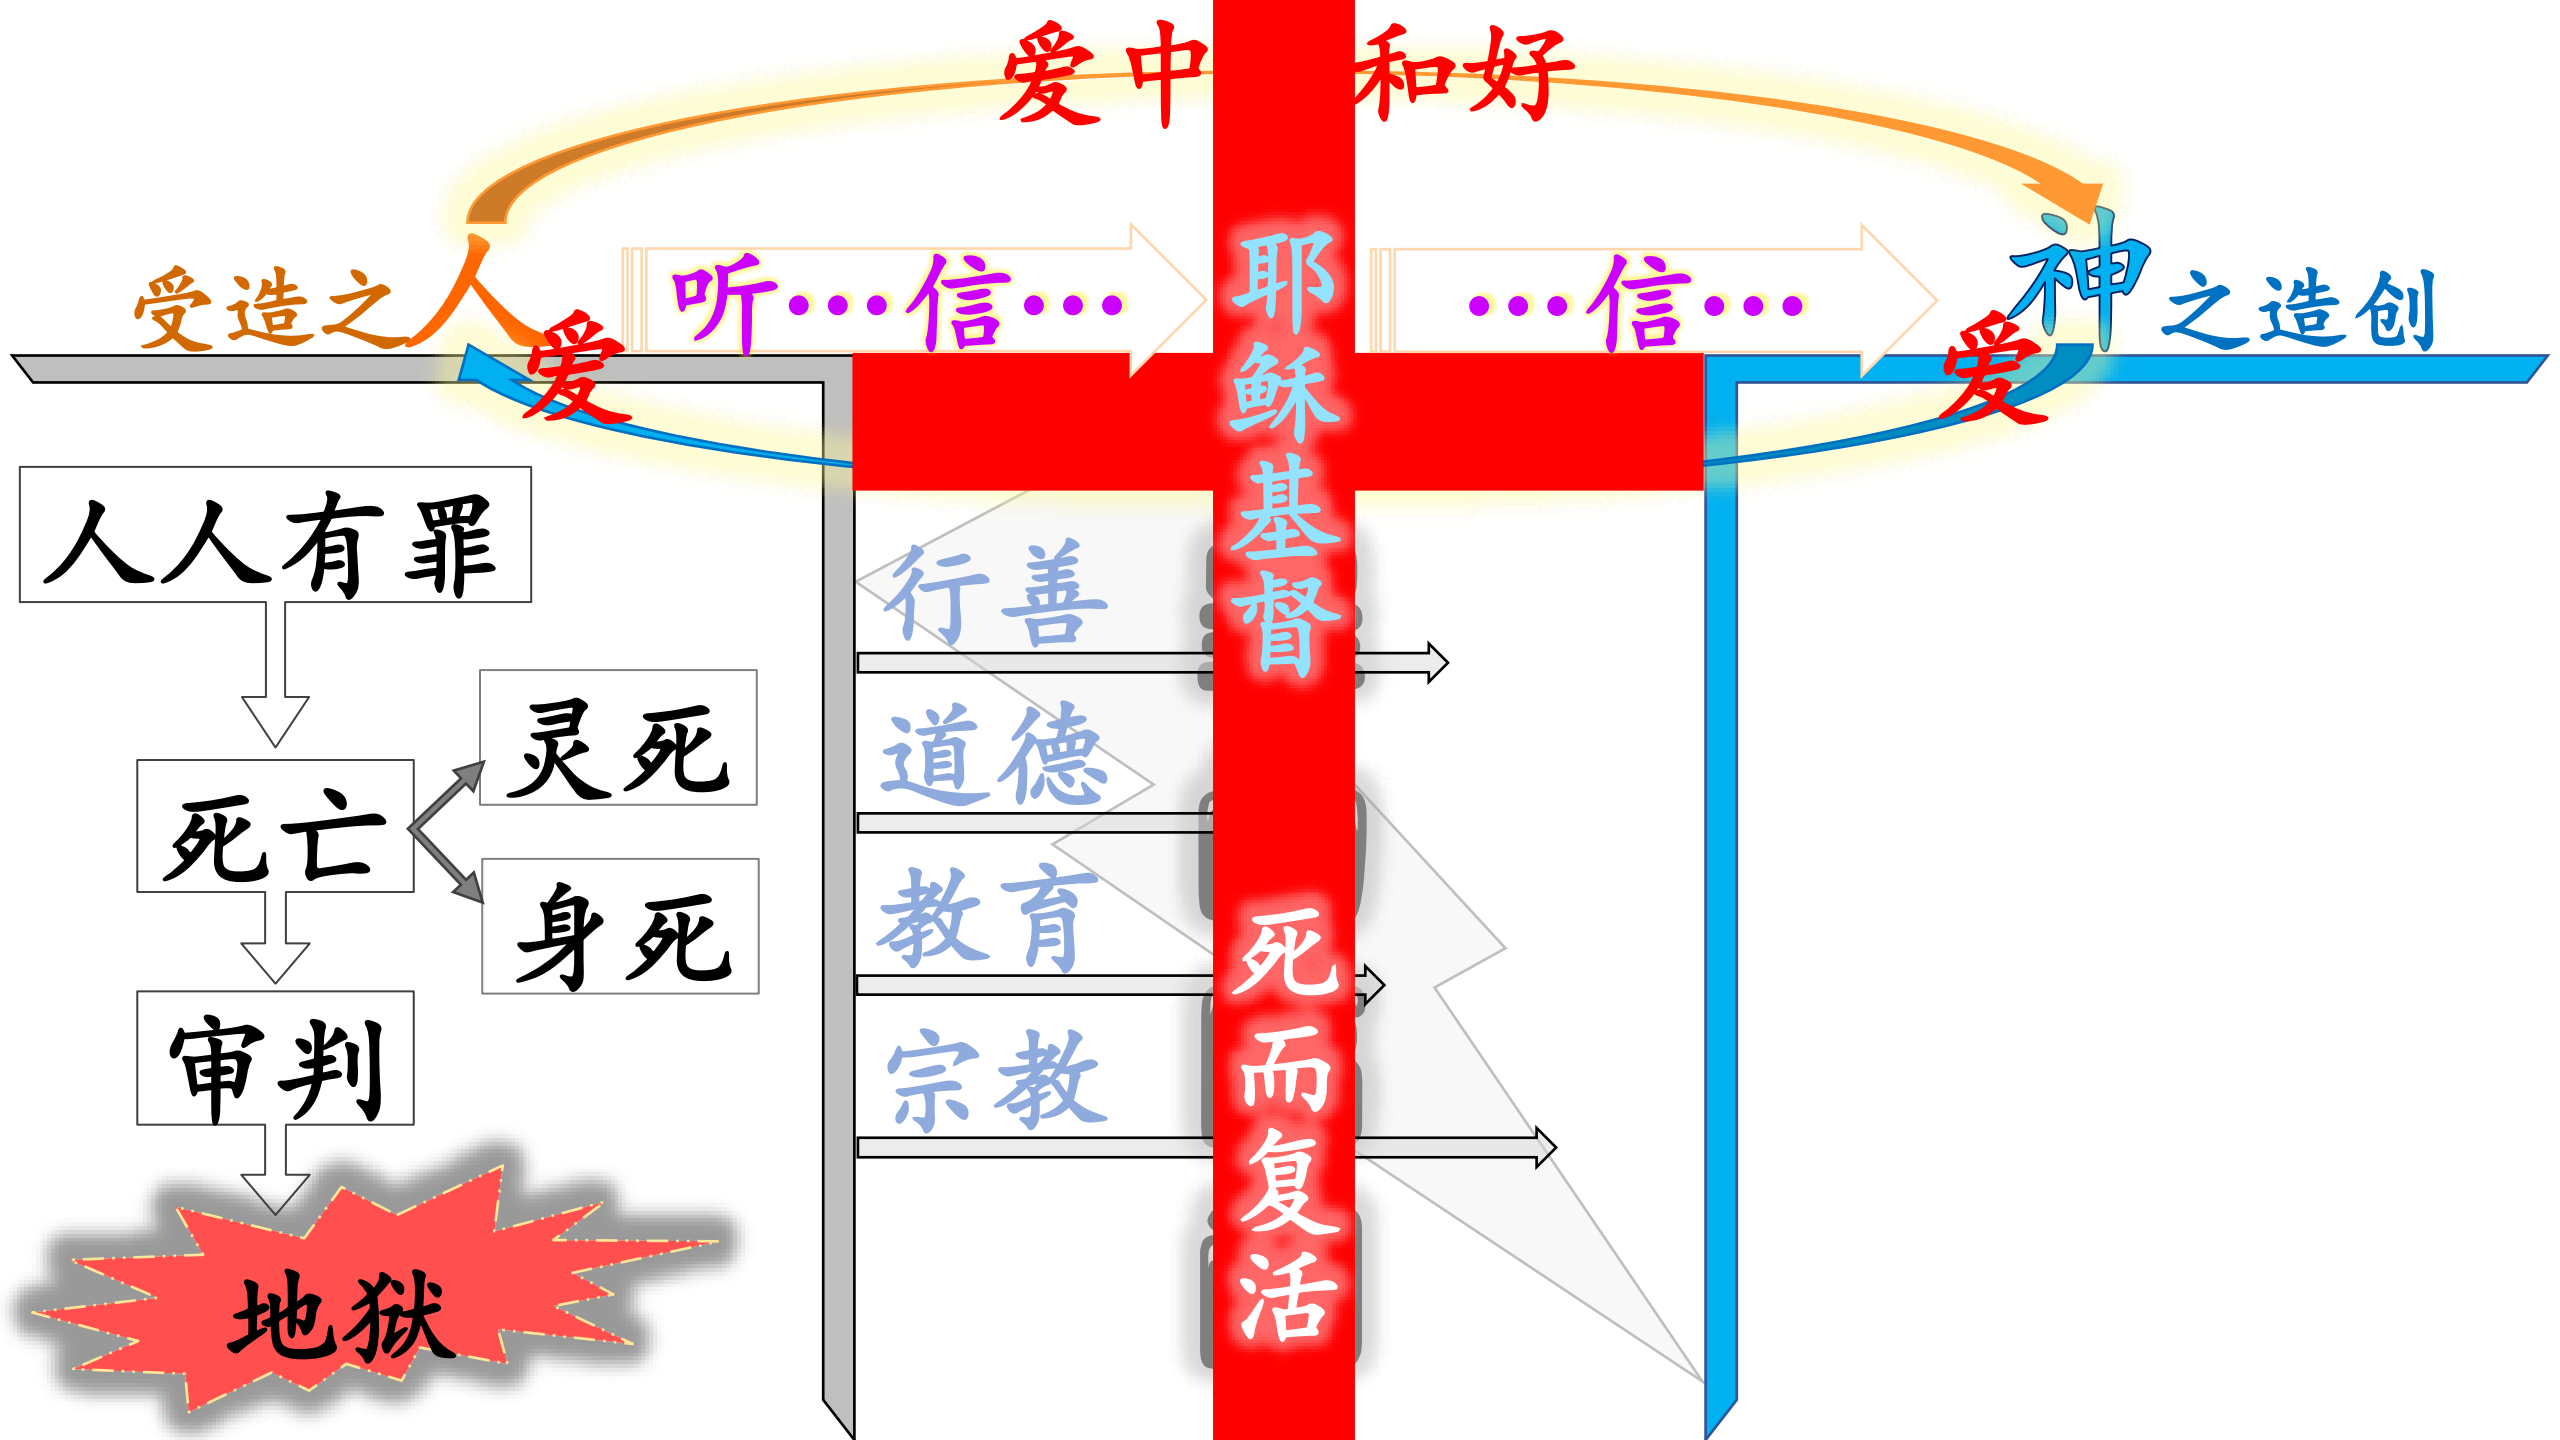 爱中和好
受造之人
听…信…
…信…
神之造创
爱
爱
耶稣基督
死而复活
人人有罪
死亡
灵死
身死
审判
地狱
行善
道德
教育
宗教